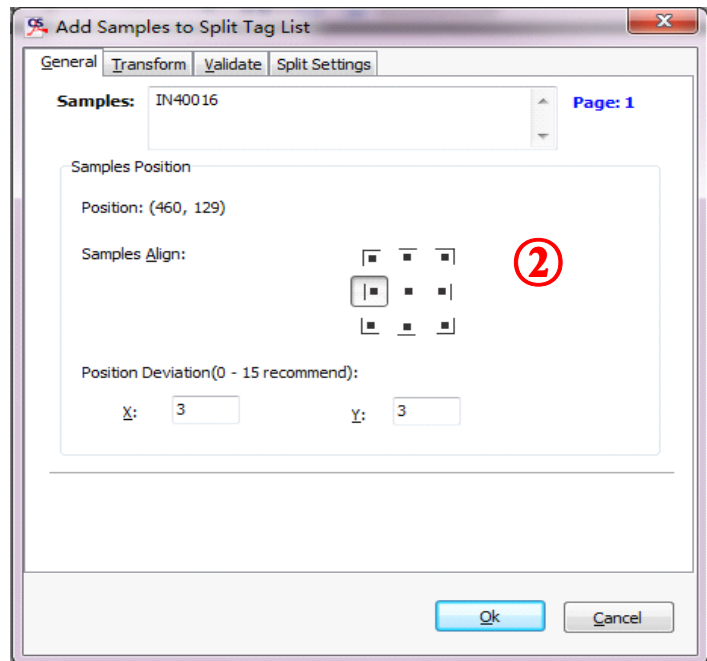 Add Samples to Split Tag List
General Transform Validate Split Settings
Samples: IN40016 Page: 1
Samples Position
Position: (460, 129)
Samples Align:
②
Position Deviation(0 - 15 recommend):
X: 3 Y: 3
Ok Cancel